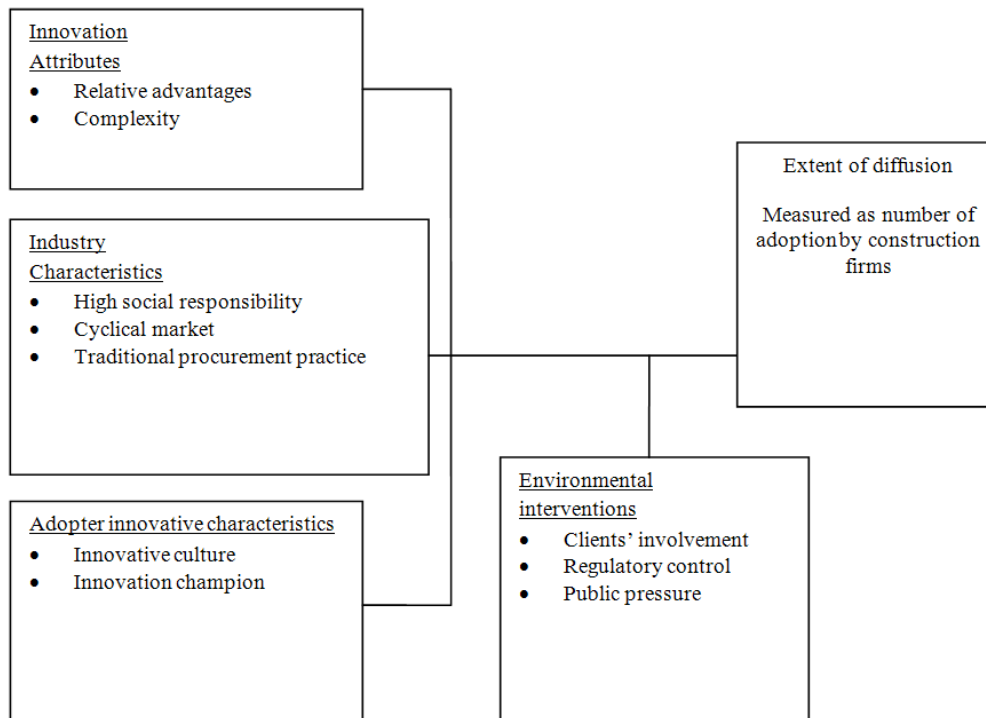 Innovation
Attributes
• Relative advantages
• Complexity
Industry
Characteristics
• High social responsibility
• Cyclical market
• Traditional procurement practice
Adopter innovative characteristics
• Innovative culture
• Innovation champion
Extent of diffusion
Measured as number of
adoptionby construction
firms
Environmental
interventions
• Clients’ involvement
• Regulatory control
• Public pressure